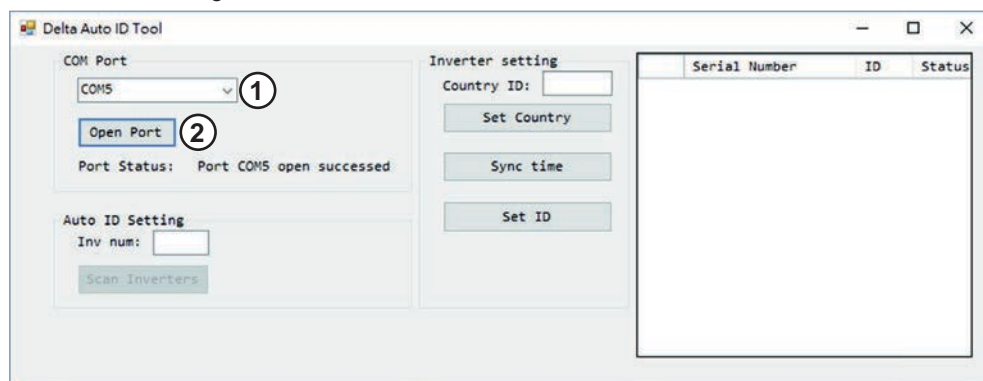 Delta Auto ID Tool
COM Port
COM5
1
Open Port
2
Port Status: Port COM5 open successed
Auto ID Setting
Inv num:
Scan Inverters
Inverter setting
Country ID:
Set Country
Sync time
Set ID
Serial Number ID Status